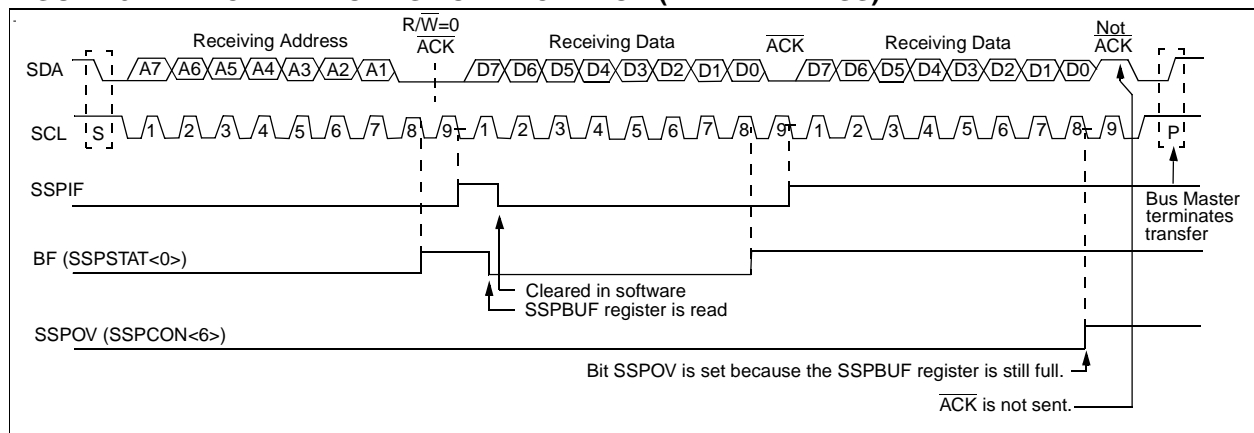 R/W=0
Receiving Address ACK Receiving Data ACK Receiving Data Not ACK
SDA A7 A6 A5 A4 A3 A2 A1 D7 D6 D5 D4 D3 D2 D1 D0 D7 D6 D5 D4 D3 D2 D1 D0
SCL S 1 2 3 4 5 6 7 8 9 1 2 3 4 5 6 7 8 9 1 2 3 4 5 6 7 8 9 P
SSPIF
Bus Master
terminates
transfer
BF (SSPSTAT<0>)
Cleared in software
SSPBUF register is read
SSPOV (SSPCON<6>)
Bit SSPOV is set because the SSPBUF register is still full.
ACK is not sent.